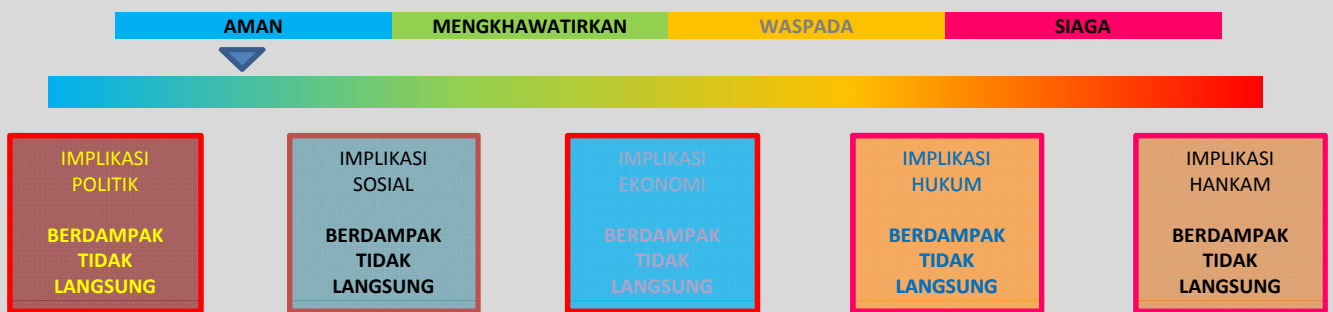 AMAN
MENGKHAWATIRKAN
WASPADA
SIAGA
IMPLIKASI
POLITIK
BERDAMPAK
TIDAK
LANGSUNG
IMPLIKASI
SOSIAL
BERDAMPAK
TIDAK
LANGSUNG
IMPLIKASI
EKONOMI
BERDAMPAK
TIDAK
LANGSUNG
IMPLIKASI
HUKUM
BERDAMPAK
TIDAK
LANGSUNG
IMPLIKASI
HANKAM
BERDAMPAK
TIDAK
LANGSUNG